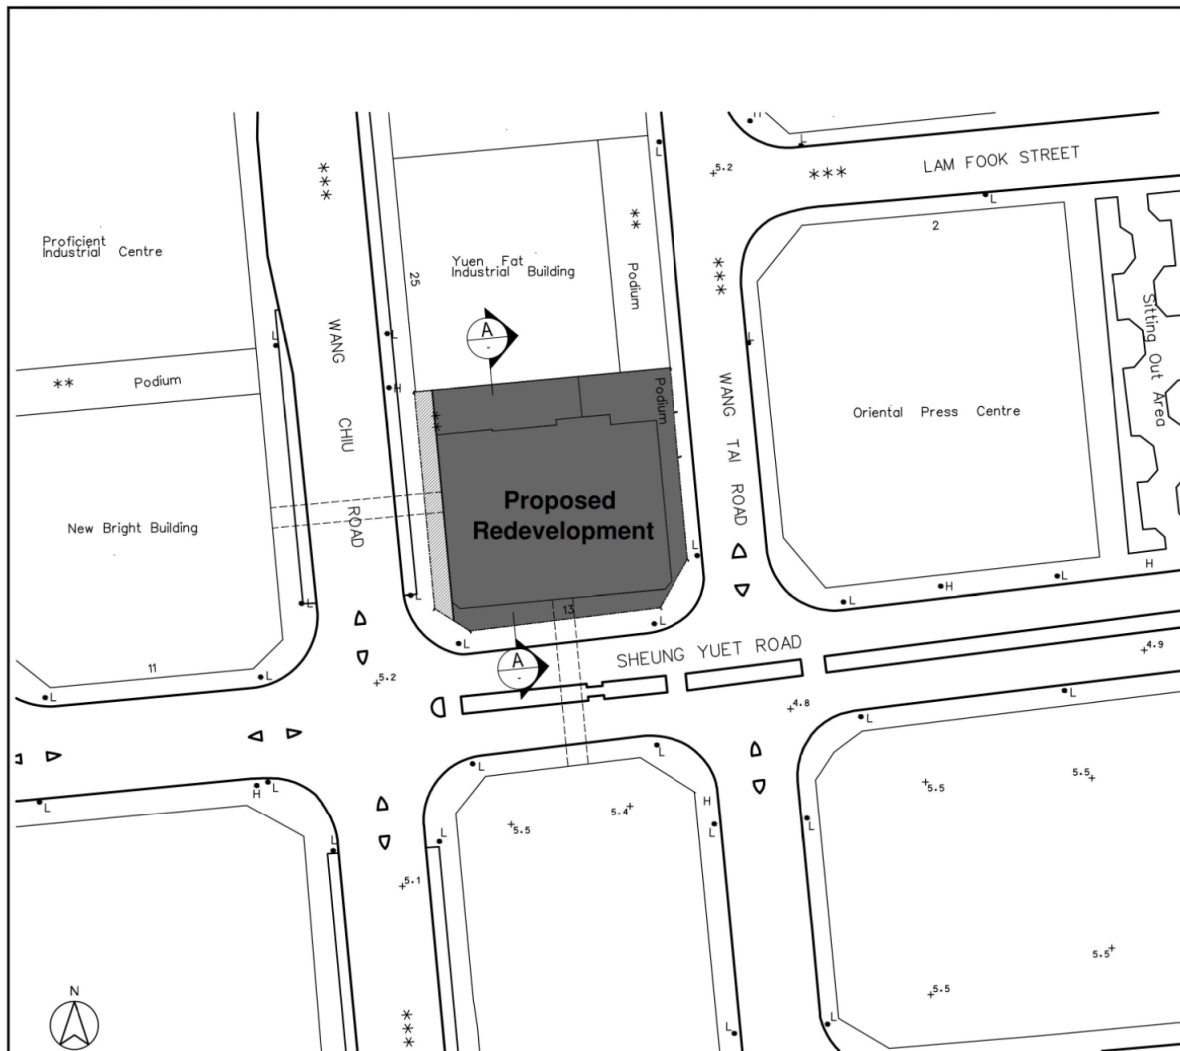 LAM FOOK STREET
***
5.2
L
L
L
***
**
Podium
2
Proficient
Industrial Centre
Yuen Fat
Industrial Building
25
***
Sitting Out Area
A
-
WANG
CHIU
ROAD
L
L
H
L
** Podium
Podium
**
WANG TAI ROAD
Oriental Press Centre
Proposed
Redevelopment
New Bright Building
L
L
L
L
H
L
H
13
L
L
11
L
L
SHEUNG YUET ROAD
A
-
5.2
4.9
4.8
L
L
L
L
L
H
L
L
5.5
5.5
5.5
5.4
H
L
L
L
L
5.1
5.5
5.5
N
***
L
L